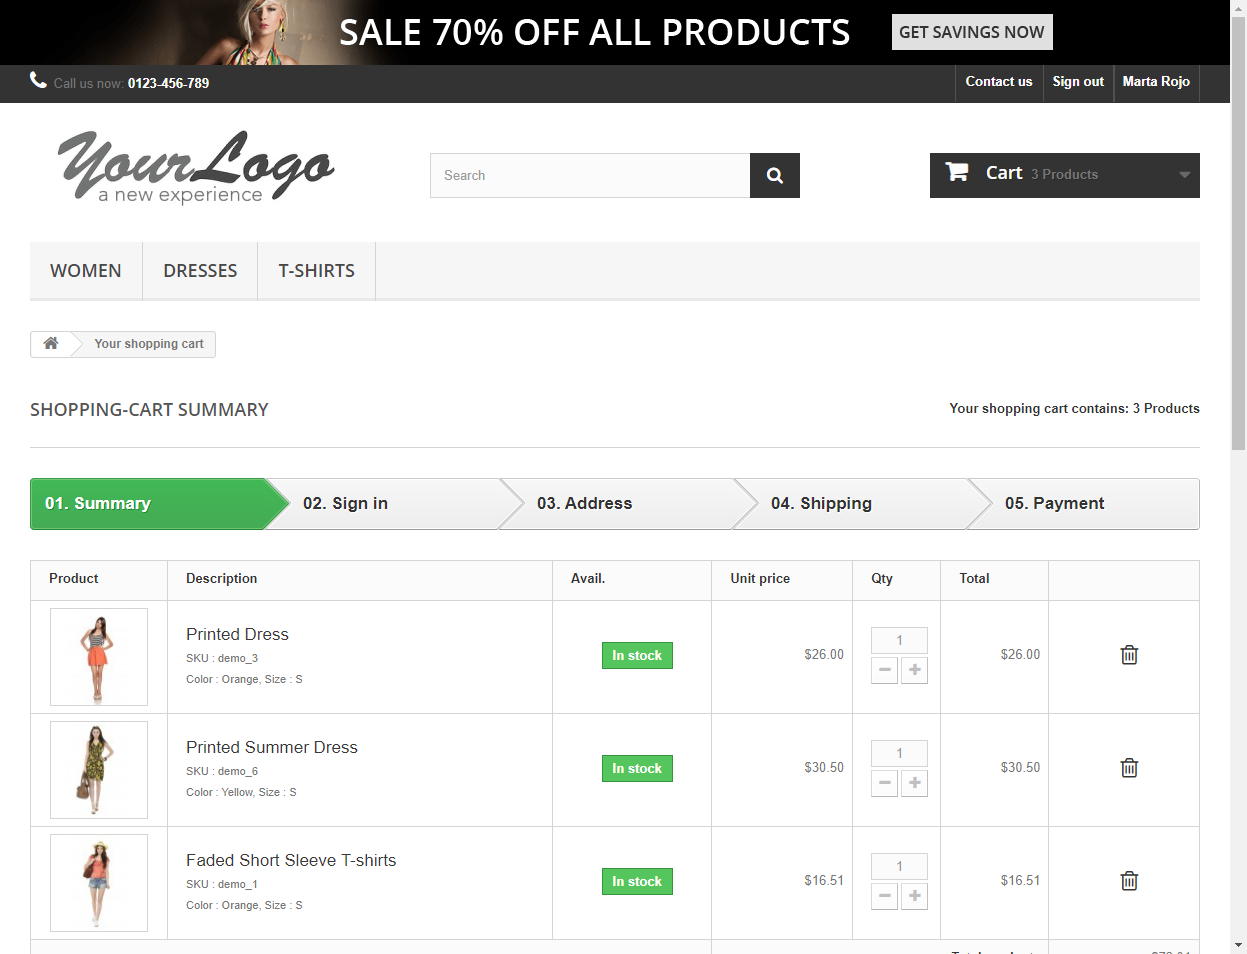 SALE 70% OFF ALL PRODUCTS
GET SAVINGS NOW
Call us now: 0123-456-789
Contact us
Sign out
Marta Rojo
YourLogo
a new experience
Search
Cart 3 Products
WOMEN
DRESSES
T-SHIRTS
Your shopping cart
SHOPPING-CART SUMMARY
Your shopping cart contains: 3 Products
01. Summary
02. Sign in
03. Address
04. Shipping
05. Payment
Product
Description
Avail.
Unit price
Qty
Total
Printed Dress
SKU : demo_3
Color : Orange, Size : S
In stock
$26.00
1
$26.00
Printed Summer Dress
SKU : demo_6
Color : Yellow, Size : S
In stock
$30.50
1
$30.50
Faded Short Sleeve T-shirts
SKU : demo_1
Color : Orange, Size : S
In stock
$16.51
1
$16.51